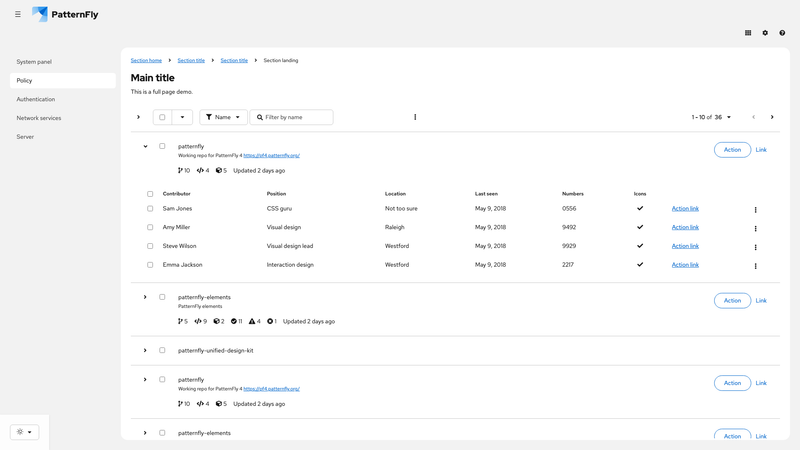 PatternFly
System panel
Policy
Authentication
Network services
Server
Section home
Section title
Section title
Section landing
Main title
This is a full page demo.
Name
Filter by name
1 - 10 of 36
patternfly
Working repo for PatternFly 4 https://pf4.patternfly.org/
10 4 5 Updated 2 days ago
Action
Link
Contributor Position Location Last seen Numbers Icons
Sam Jones CSS guru Not too sure May 9, 2018 0556 Action link
Amy Miller Visual design Raleigh May 9, 2018 9492 Action link
Steve Wilson Visual design lead Westford May 9, 2018 9929 Action link
Emma Jackson Interaction design Westford May 9, 2018 2217 Action link
patternfly-elements
PatternFly elements
5 9 2 11 4 1 Updated 2 days ago
Action
Link
patternfly-unified-design-kit
patternfly
Working repo for PatternFly 4 https://pf4.patternfly.org/
10 4 5 Updated 2 days ago
Action
Link
patternfly-elements
Action
Link